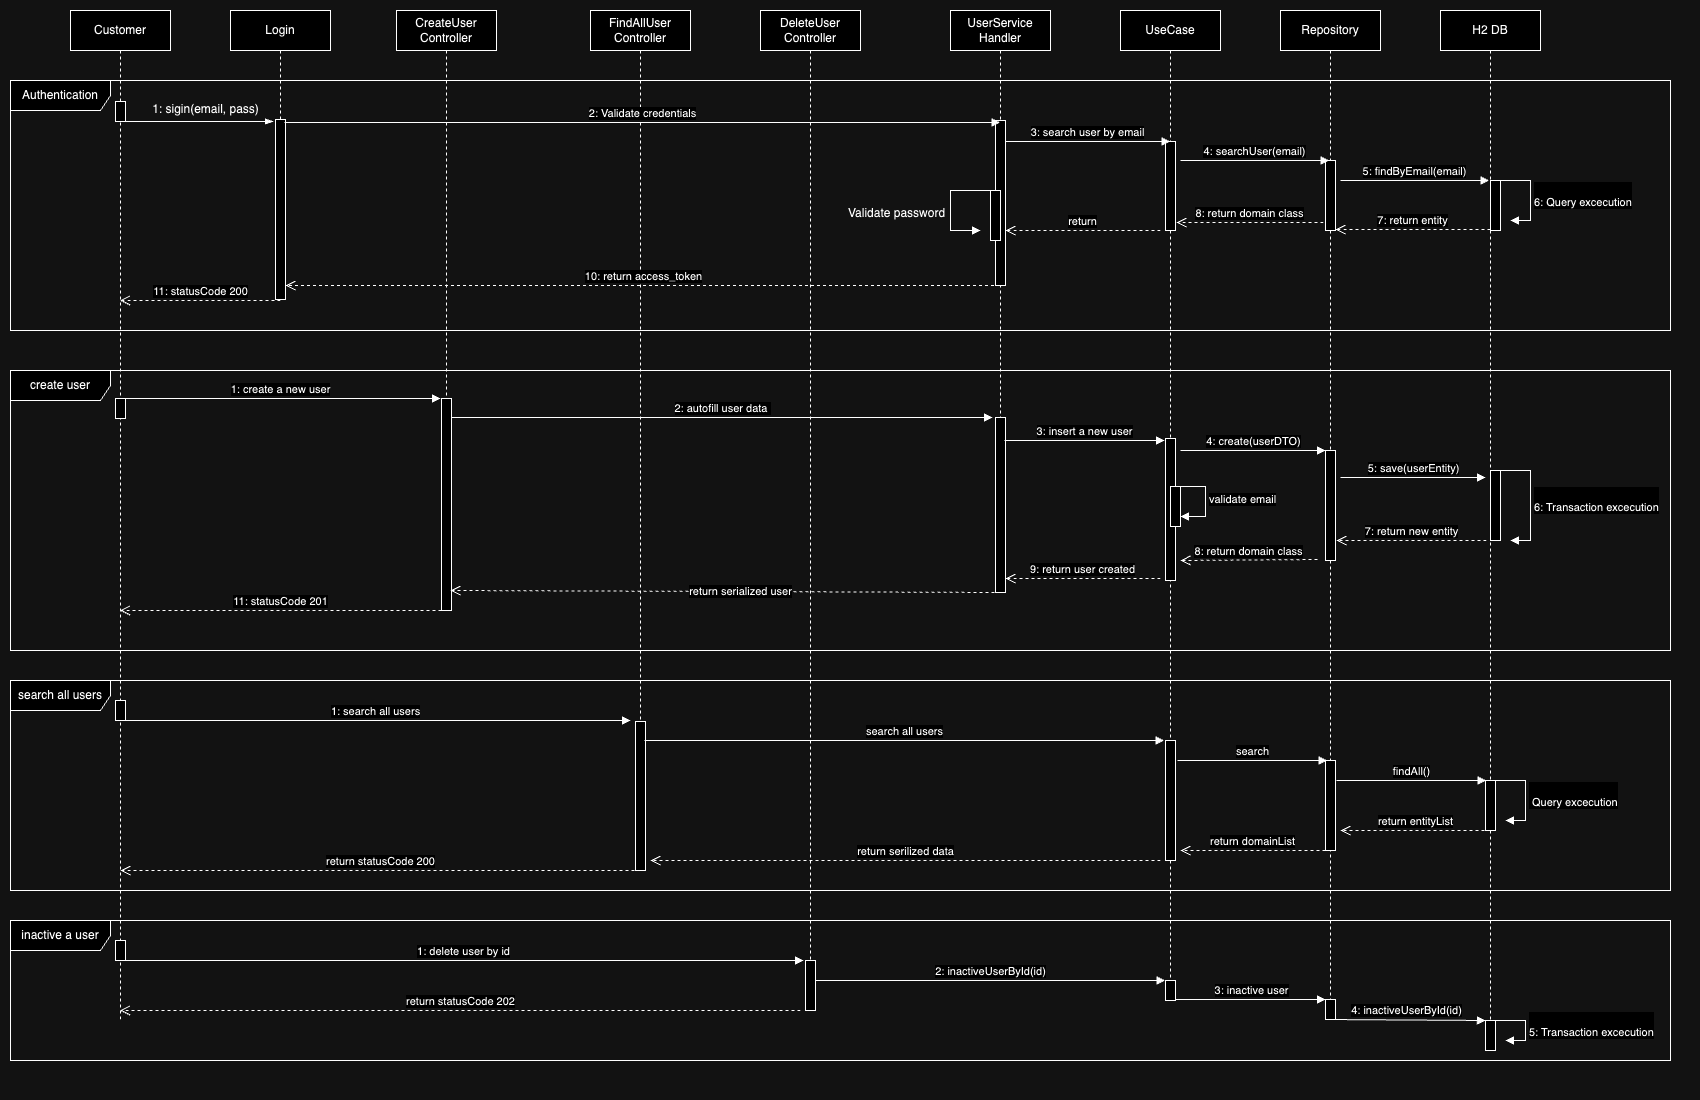 Customer
Login
CreateUser
Controller
FindAllUser
Controller
DeleteUser
Controller
UserService
Handler
UseCase
Repository
H2 DB
Authentication
1: sigin(email, pass)
2: Validate credentials
3: search user by email
4: searchUser(email)
5: findByEmail(email)
6: Query excecution
Validate password
return
8: return domain class
7: return entity
10: return access_token
11: statusCode 200
create user
1: create a new user
2: autofill user data
3: insert a new user
4: create(userDTO)
5: save(userEntity)
validate email
6: Transaction excecution
7: return new entity
8: return domain class
9: return user created
return serialized user
11: statusCode 201
search all users
1: search all users
search all users
search
findAll()
Query excecution
return entityList
return domainList
return serilized data
return statusCode 200
inactive a user
1: delete user by id
2: inactiveUserById(id)
3: inactive user
return statusCode 202
4: inactiveUserById(id)
5: Transaction excecution